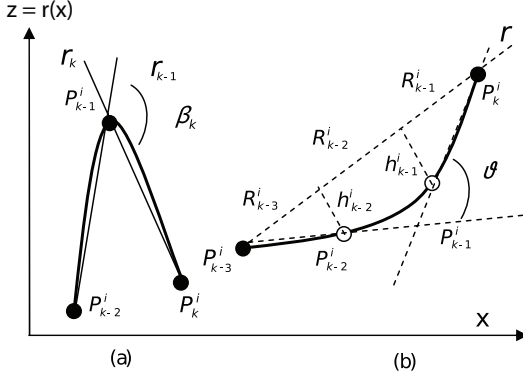 z = r(x)
r_k
r_{k-1}
P^i_{k-1}
β_k
P^i_{k-2}
P^i_k
(a)
r
R^i_{k-1}
P^i_k
R^i_{k-2}
h^i_{k-1}
ϑ
R^i_{k-3}
h^i_{k-2}
P^i_{k-1}
P^i_{k-3}
P^i_{k-2}
x
(b)